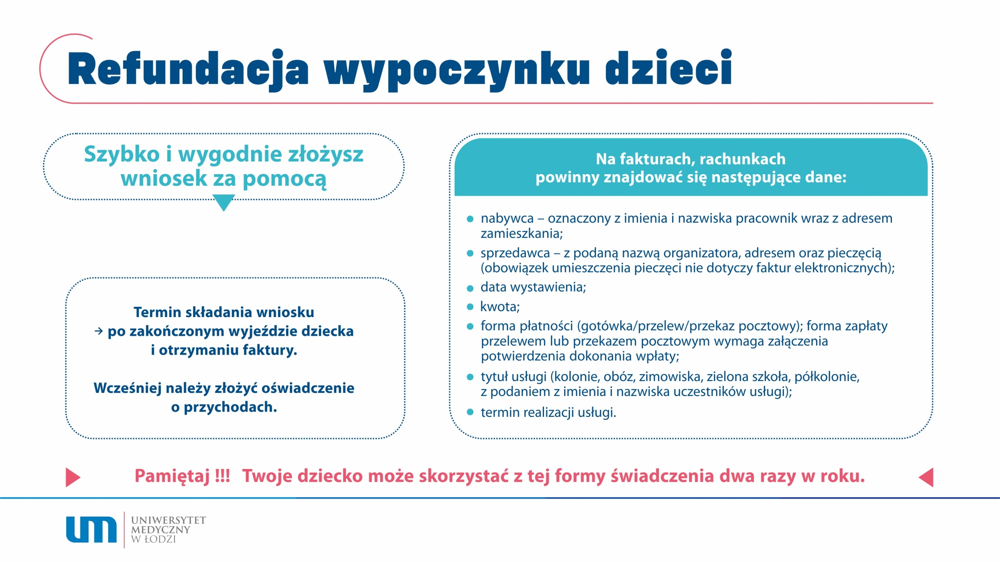 Refundacja wypoczynku dzieci
Szybko i wygodnie złożysz
wniosek za pomocą
Termin składania wniosku
→ po zakończonym wyjeździe dziecka
i otrzymaniu faktury.
Wcześniej należy złożyć oświadczenie
o przychodach.
Na fakturach, rachunkach
powinny znajdować się następujące dane:
● nabywca – oznaczony z imienia i nazwiska pracownik wraz z adresem
zamieszkania;
● sprzedawca – z podaną nazwą organizatora, adresem oraz pieczęcią
(obowiązek umieszczenia pieczęci nie dotyczy faktur elektronicznych);
● data wystawienia;
● kwota;
● forma płatności (gotówka/przelew/przekaz pocztowy); forma zapłaty
przelewem lub przekazem pocztowym wymaga załączenia
potwierdzenia dokonania wpłaty;
● tytuł usługi (kolonie, obóz, zimowiska, zielona szkoła, półkolonie,
z podaniem z imienia i nazwiska uczestników usługi);
● termin realizacji usługi.
Pamiętaj !!! Twoje dziecko może skorzystać z tej formy świadczenia dwa razy w roku.
um
UNIWERSYTET
MEDYCZNY
W ŁODZI